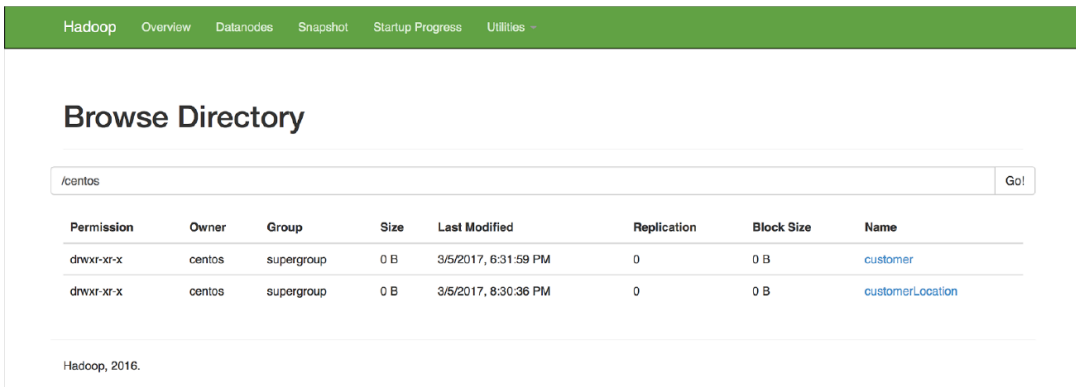 Hadoop Overview Datanodes Snapshot Startup Progress Utilities
Browse Directory
/centos Go!
Permission Owner Group Size Last Modified Replication Block Size Name
drwxr-xr-x centos supergroup 0 B 3/5/2017, 6:31:59 PM 0 0 B customer
drwxr-xr-x centos supergroup 0 B 3/5/2017, 8:30:36 PM 0 0 B customerLocation
Hadoop, 2016.